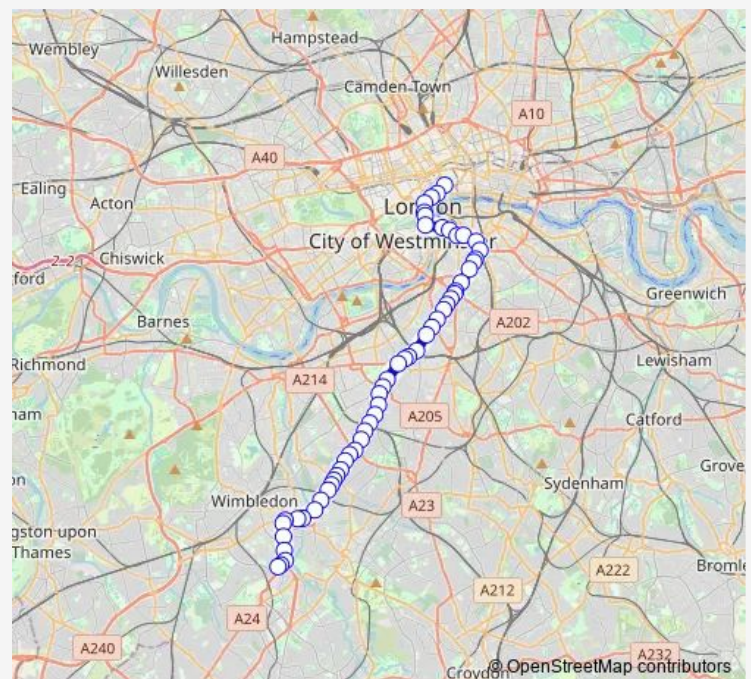 Hampstead
Wembley
Willesden
Camden Town
A10
A40
Ealing
Acton
London
City of Westminster
Chiswick
Greenwich
Barnes
A202
Richmond
Lewisham
A214
A205
Catford
Sydenham
Wimbledon
A23
Thames
A222
A212
A24
A240
A232
© OpenStreetMap contributors